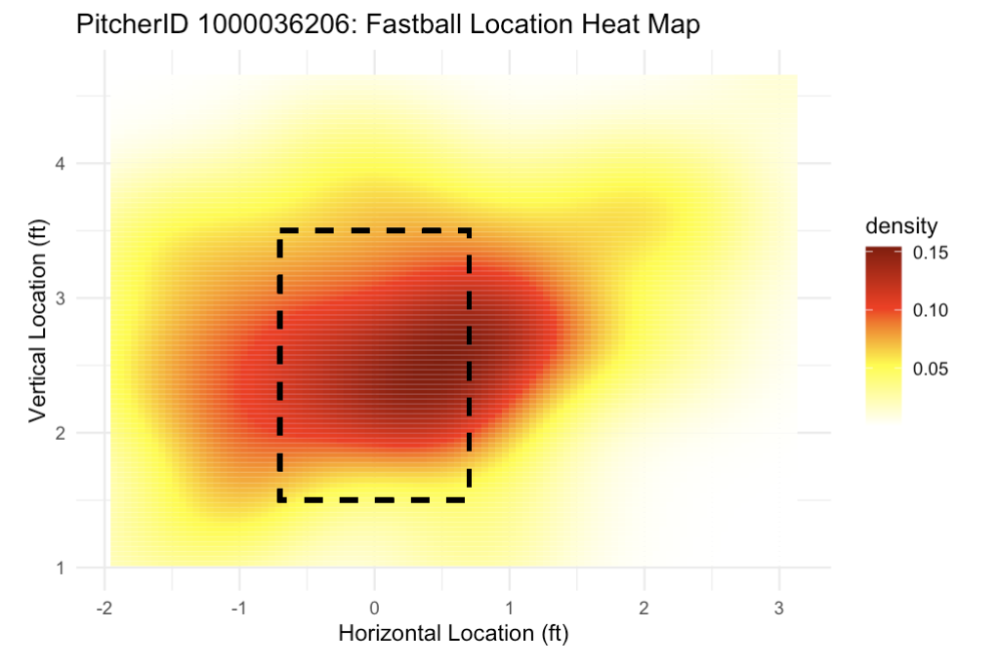 PitcherID 1000036206: Fastball Location Heat Map
Vertical Location (ft)
4
3
2
1
-2 -1 0 1 2 3
Horizontal Location (ft)
density
0.15
0.10
0.05